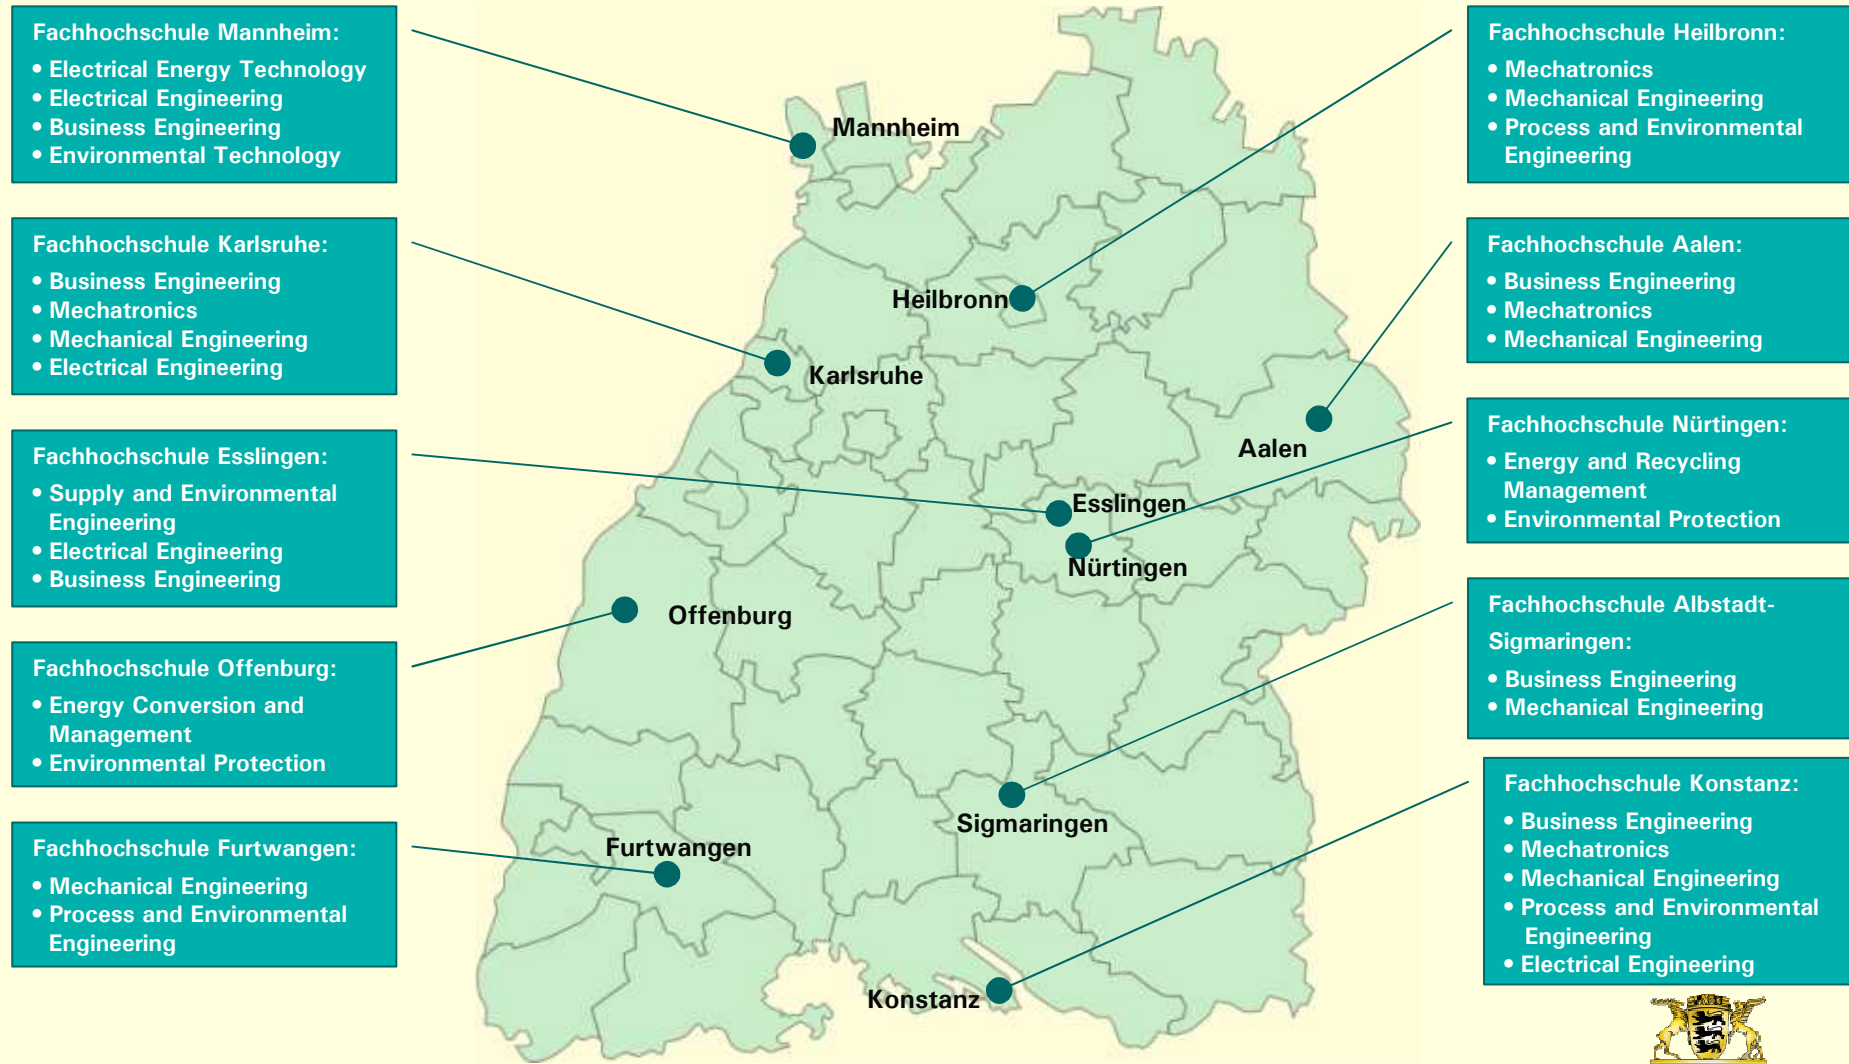 Fachhochschule Mannheim:
• Electrical Energy Technology
• Electrical Engineering
• Business Engineering
• Environmental Technology
Fachhochschule Karlsruhe:
• Business Engineering
• Mechatronics
• Mechanical Engineering
• Electrical Engineering
Fachhochschule Esslingen:
• Supply and Environmental
Engineering
• Electrical Engineering
• Business Engineering
Fachhochschule Offenburg:
• Energy Conversion and
Management
• Environmental Protection
Fachhochschule Furtwangen:
• Mechanical Engineering
• Process and Environmental
Engineering
Mannheim
Heilbronn
Karlsruhe
Aalen
Esslingen
Nürtingen
Offenburg
Sigmaringen
Furtwangen
Konstanz
Fachhochschule Heilbronn:
• Mechatronics
• Mechanical Engineering
• Process and Environmental
Engineering
Fachhochschule Aalen:
• Business Engineering
• Mechatronics
• Mechanical Engineering
Fachhochschule Nürtingen:
• Energy and Recycling
Management
• Environmental Protection
Fachhochschule Albstadt-
Sigmaringen:
• Business Engineering
• Mechanical Engineering
Fachhochschule Konstanz:
• Business Engineering
• Mechatronics
• Mechanical Engineering
• Process and Environmental
Engineering
• Electrical Engineering